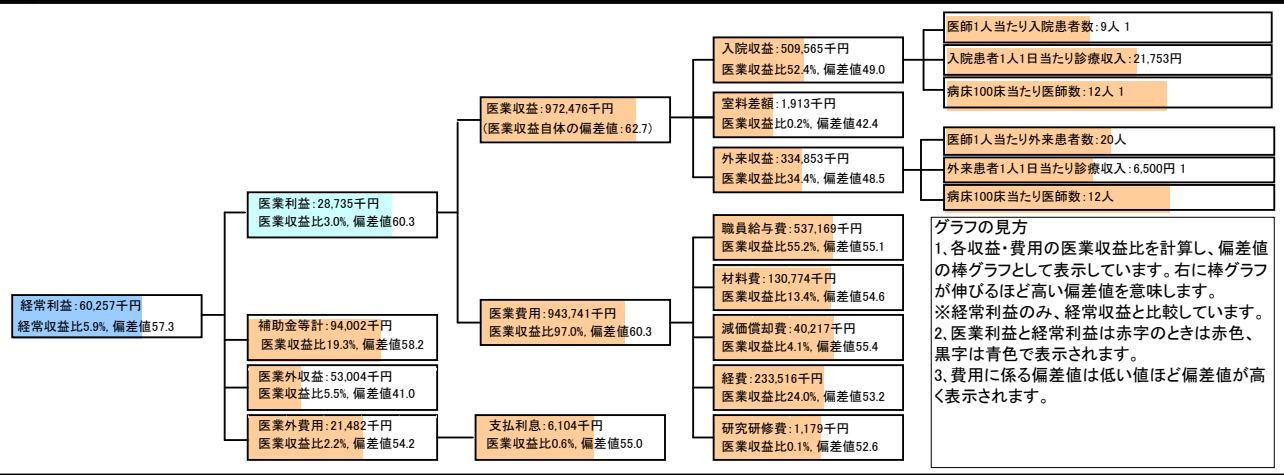 経常利益:60,257千円
経常収益比5.9%, 偏差値57.3
医業利益:28,735千円
医業収益比3.0%, 偏差値60.3
補助金等計:94,002千円
医業収益比19.3%, 偏差値58.2
医業外収益:53,004千円
医業収益比5.5%, 偏差値41.0
医業外費用:21,482千円
医業収益比2.2%, 偏差値54.2
支払利息:6,104千円
医業収益比0.6%, 偏差値55.0
医業収益:972,476千円
(医業収益自体の偏差値:62.7)
医業費用:943,741千円
医業収益比97.0%, 偏差値60.3
入院収益:509,565千円
医業収益比52.4%, 偏差値49.0
室料差額:1,913千円
医業収益比0.2%, 偏差値42.4
外来収益:334,853千円
医業収益比34.4%, 偏差値48.5
職員給与費:537,169千円
医業収益比55.2%, 偏差値55.1
材料費:130,774千円
医業収益比13.4%, 偏差値54.6
減価償却費:40,217千円
医業収益比4.1%, 偏差値55.4
経費:233,516千円
医業収益比24.0%, 偏差値53.2
研究研修費:1,179千円
医業収益比0.1%, 偏差値52.6
医師1人当たり入院患者数:9人 1
入院患者1人1日当たり診療収入:21,753円
病床100床当たり医師数:12人 1
医師1人当たり外来患者数:20人
外来患者1人1日当たり診療収入:6,500円 1
病床100床当たり医師数:12人
グラフの見方
1、各収益・費用の医業収益比を計算し、偏差値
の棒グラフとして表示しています。右に棒グラフ
が伸びるほど高い偏差値を意味します。
※経常利益のみ、経常収益と比較しています。
2、医業利益と経常利益は赤字のときは赤色、
黒字は青色で表示されます。
3、費用に係る偏差値は低い値ほど偏差値が高
く表示されます。